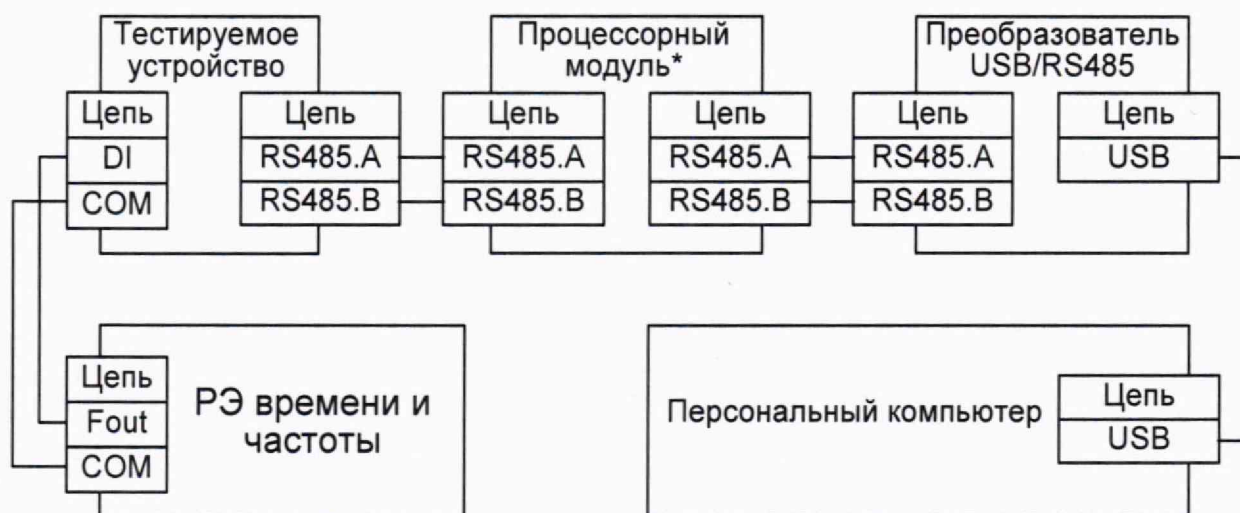 Тестируемое
устройство
Процессорный
модуль*
Преобразователь
USB/RS485
Цепь
DI
COM
Цепь
RS485.A
RS485.B
Цепь
RS485.A
RS485.B
Цепь
RS485.A
RS485.B
Цепь
RS485.A
RS485.B
Цепь
USB
Цепь
Fout
COM
РЭ времени и
частоты
Персональный компьютер
Цепь
USB